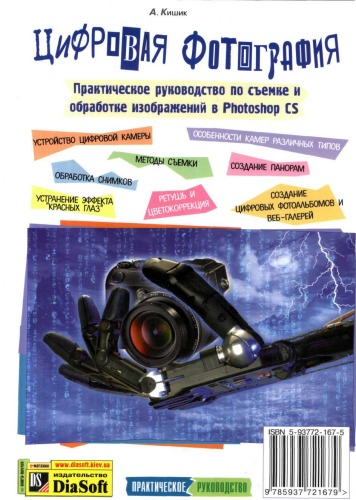 А. Кишик
ЦИФРОВАЯ ФОТОГРАФИЯ
Практическое руководство по съемке и
обработке изображений в Photoshop CS
УСТРОЙСТВО ЦИФРОВОЙ КАМЕРЫ
ОСОБЕННОСТИ КАМЕР РАЗЛИЧНЫХ ТИПОВ
МЕТОДЫ СЪЕМКИ
СОЗДАНИЕ ПАНОРАМ
ОБРАБОТКА СНИМКОВ
УСТРАНЕНИЕ ЭФФЕКТА
"КРАСНЫХ ГЛАЗ"
РЕТУШЬ И
ЦВЕТОКОРРЕКЦИЯ
СОЗДАНИЕ
ЦИФРОВЫХ ФОТОАЛЬБОМОВ И
ВЕБ-ГАЛЕРЕЙ
ISBN 5-93772-167-5
9 785937 721679 >
www.diasoft.kiev.ua
DS
издательство
DiaSoft
ПРАКТИЧЕСКОЕ РУКОВОДСТВО